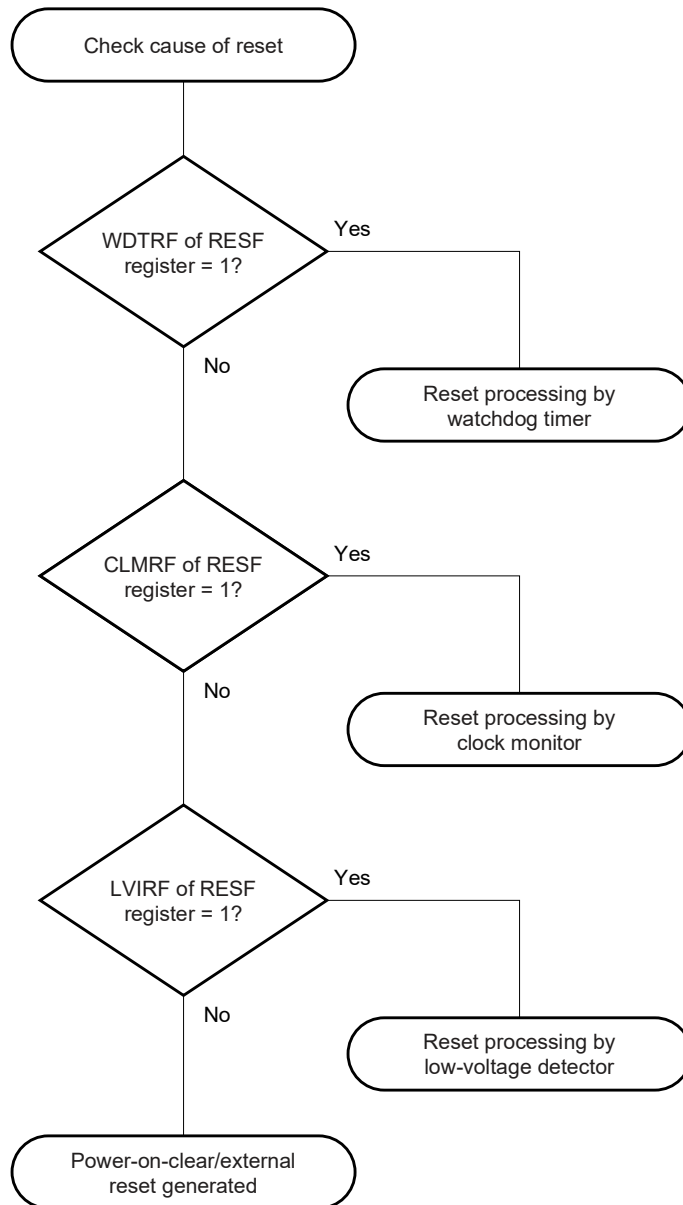 Check cause of reset
WDTRF of RESF
register = 1?
Yes
No
Reset processing by
watchdog timer
CLMRF of RESF
register = 1?
Yes
No
Reset processing by
clock monitor
LVIRF of RESF
register = 1?
Yes
No
Reset processing by
low-voltage detector
Power-on-clear/external
reset generated